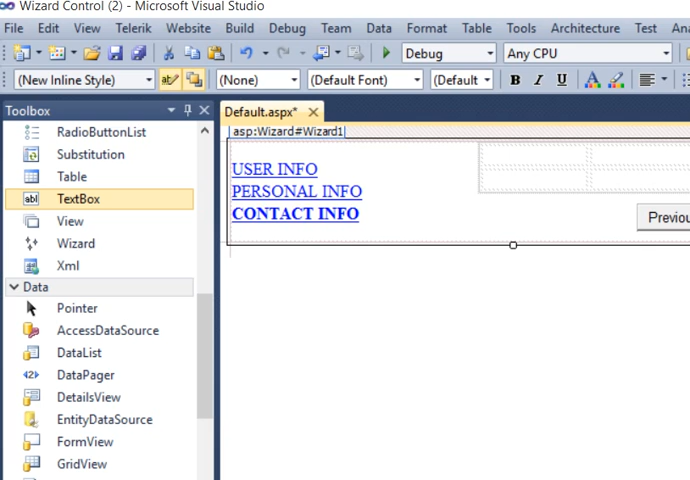 Wizard Control (2) - Microsoft Visual Studio
File Edit View Telerik Website Build Debug Team Data Format Table Tools Architecture Test
Debug Any CPU
(New Inline Style) (None) (Default Font) (Default B I U A
Toolbox
Default.aspx*
RadioButtonList
Substitution
Table
abl TextBox
View
Wizard
Xml
Data
Pointer
AccessDataSource
DataList
DataPager
DetailsView
EntityDataSource
FormView
GridView
asp:Wizard#Wizard1
USER INFO
PERSONAL INFO
CONTACT INFO